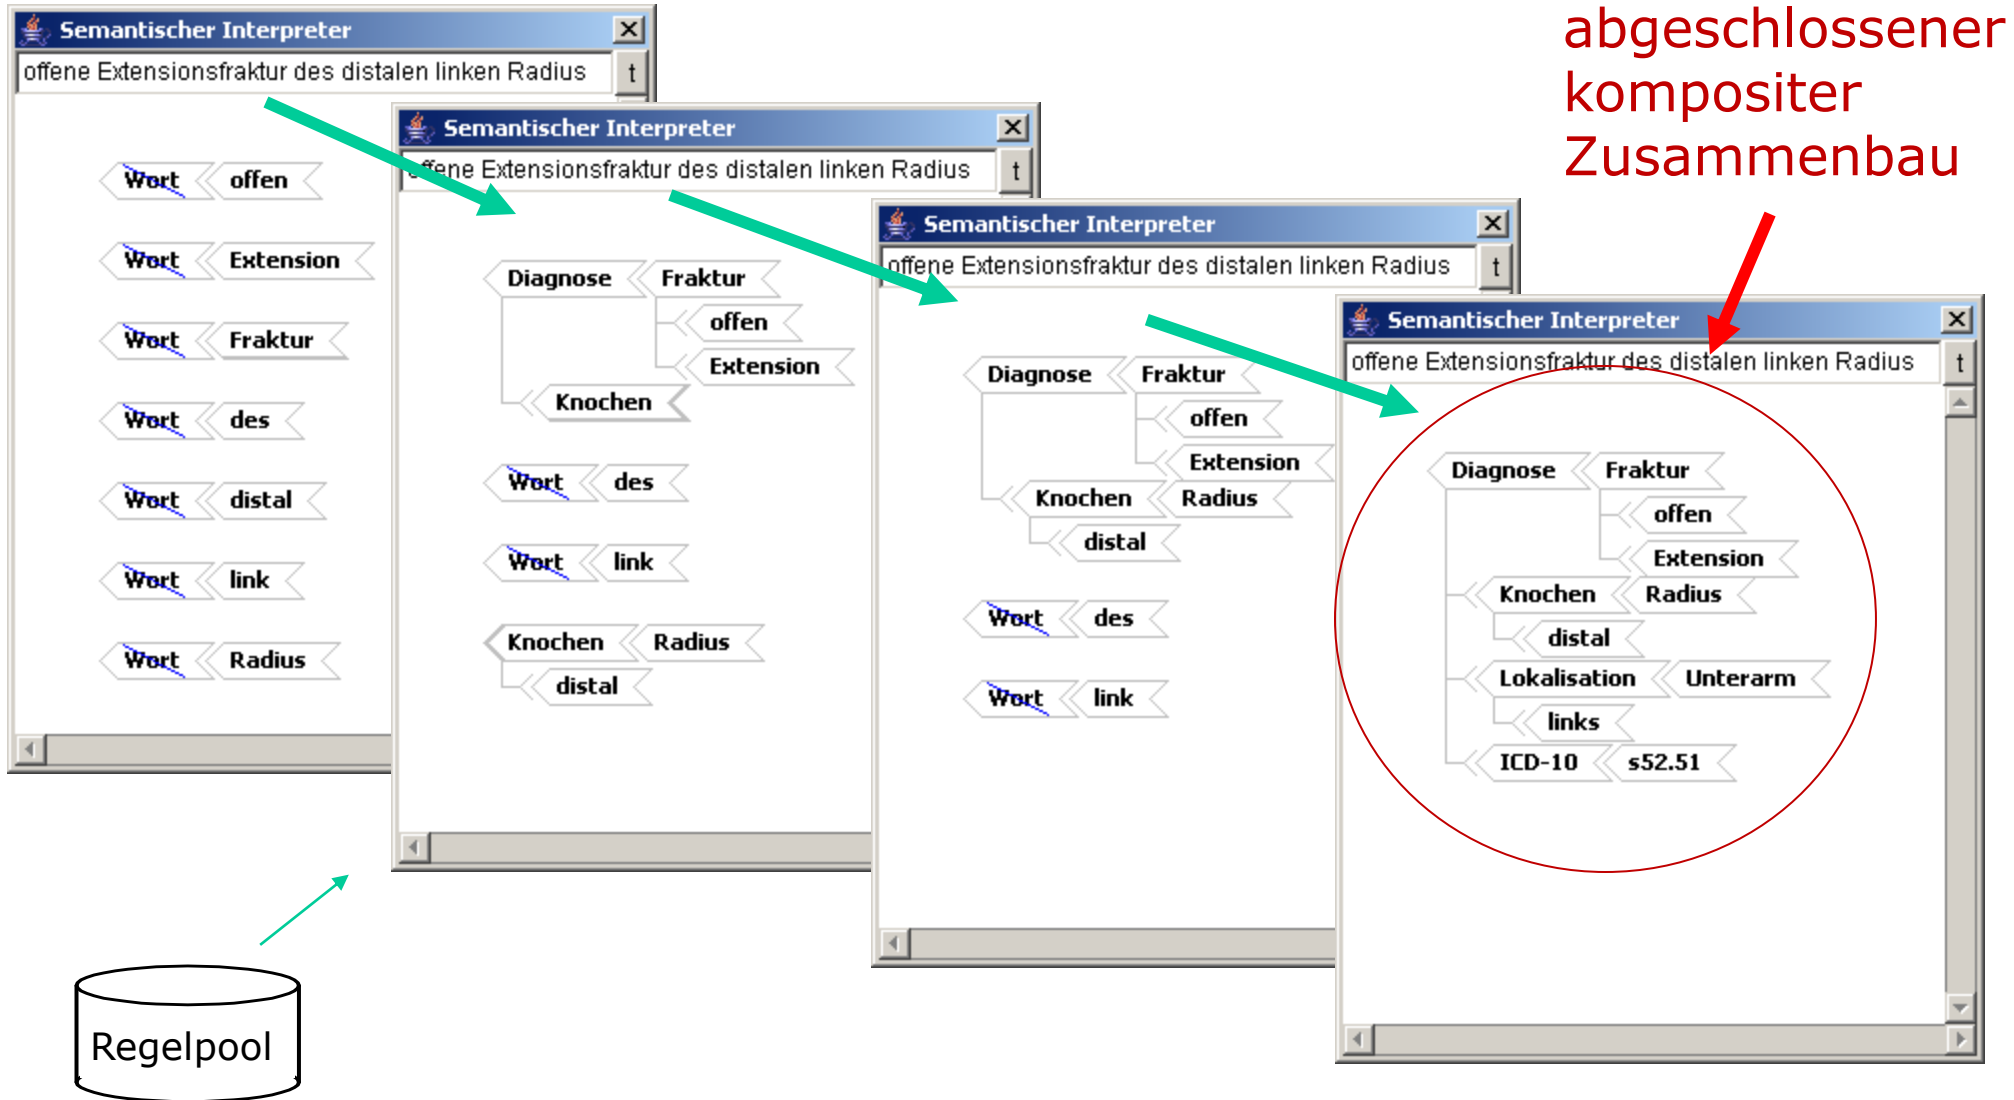 Semantischer Interpreter
offene Extensionsfraktur des distalen linken Radius t
Wort offen
Wort Extension
Wort Fraktur
Wort des
Wort distal
Wort link
Wort Radius
Semantischer Interpreter
offene Extensionsfraktur des distalen linken Radius t
Diagnose Fraktur
offen
Extension
Knochen
Wort des
Wort link
Knochen Radius
distal
Semantischer Interpreter
offene Extensionsfraktur des distalen linken Radius t
Diagnose Fraktur
offen
Extension
Knochen Radius
distal
Wort des
Wort link
abgeschlossener
kompositer
Zusammenbau
Semantischer Interpreter
offene Extensionsfraktur des distalen linken Radius t
Diagnose Fraktur
offen
Extension
Knochen Radius
distal
Lokalisation Unterarm
links
ICD-10 s52.51
Regelpool